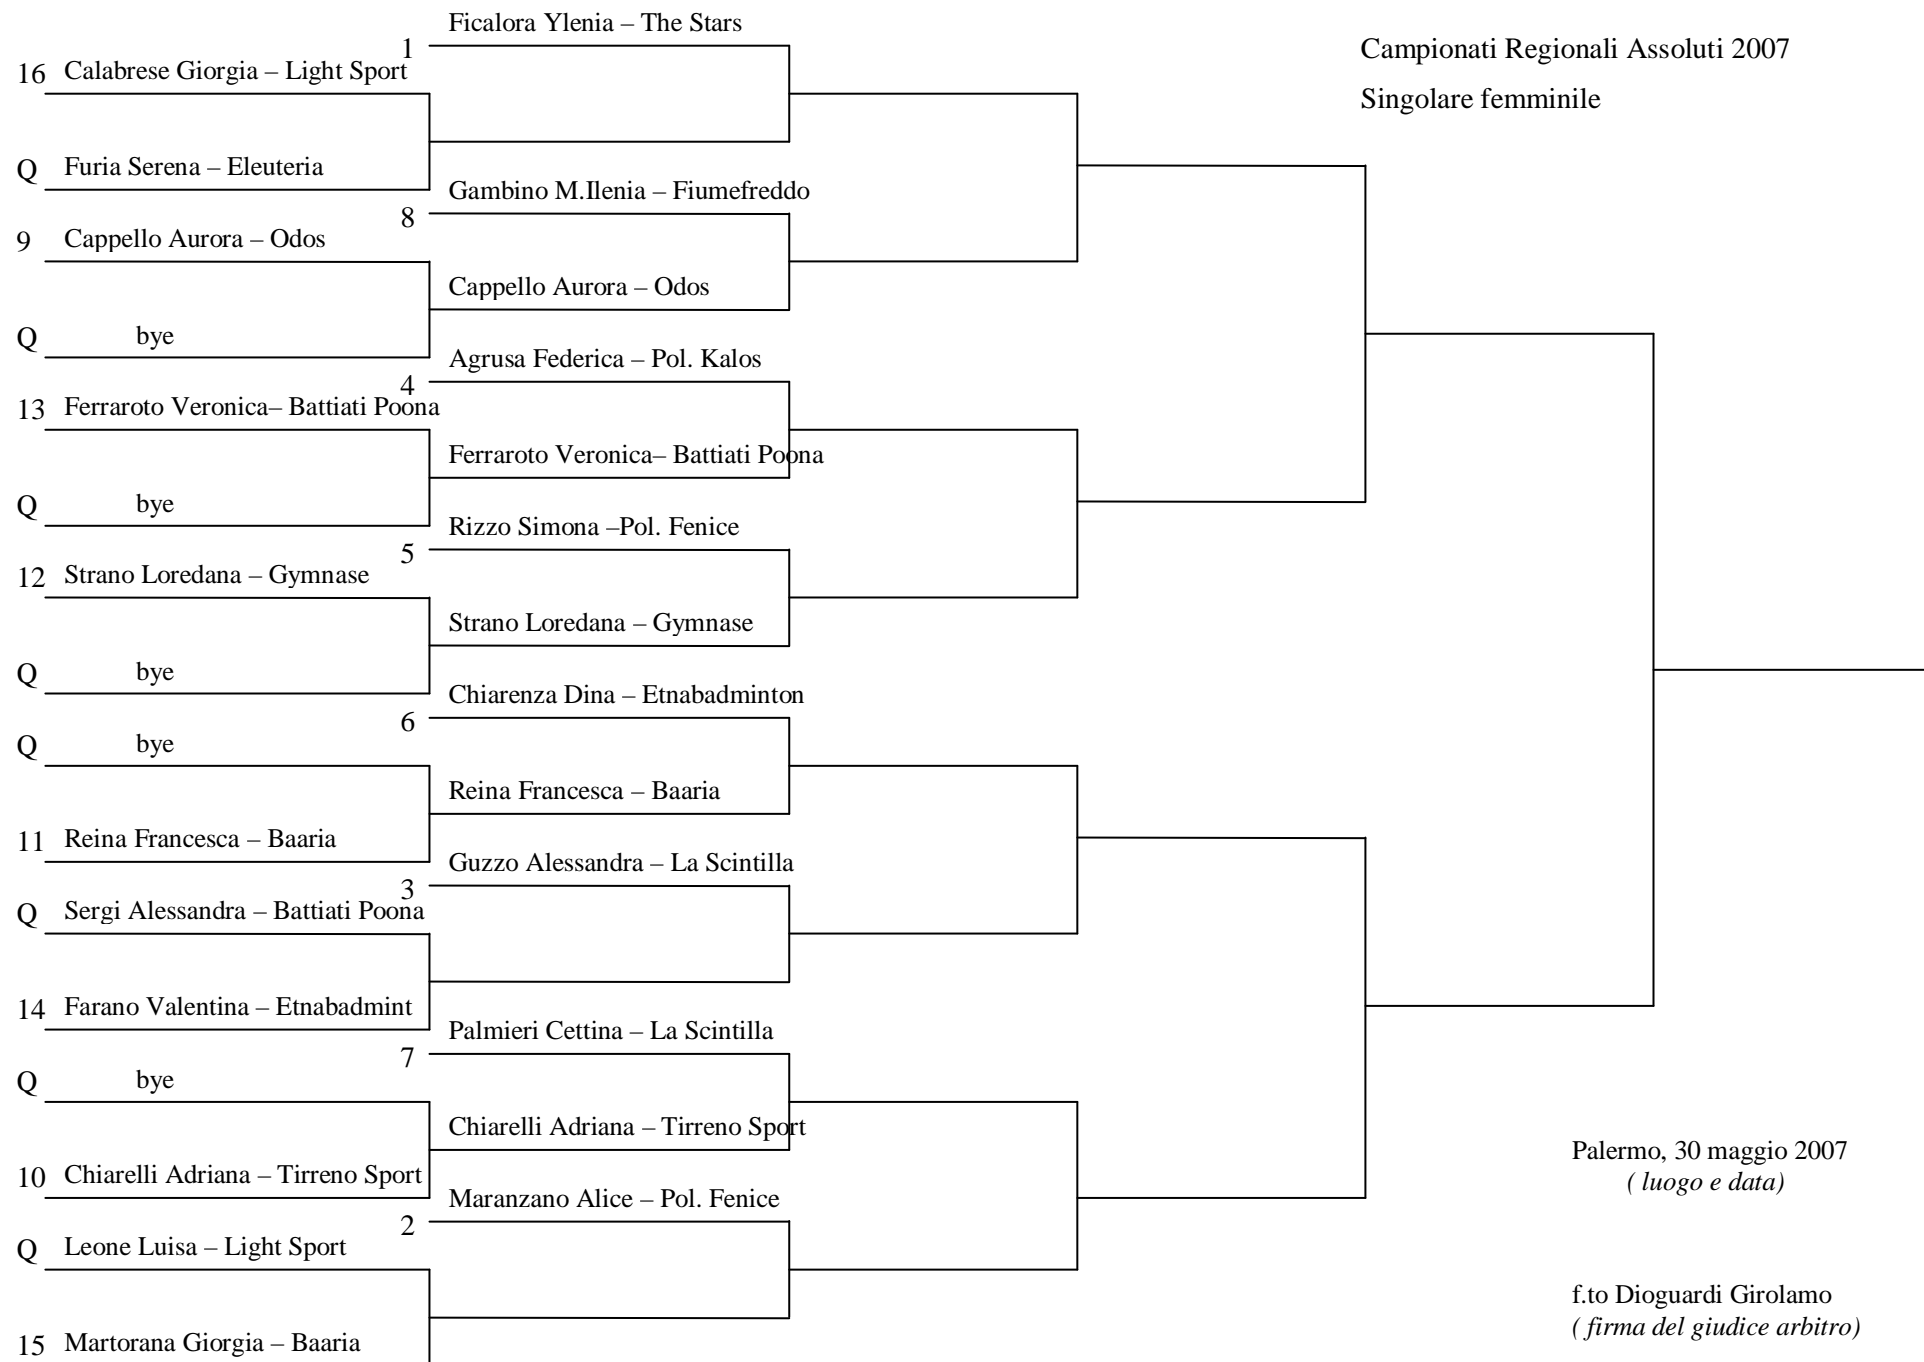 Ficalora Ylenia – The Stars
1
Campionati Regionali Assoluti 2007
16 Calabrese Giorgia – Light Sport
Singolare femminile
Q Furia Serena – Eleuteria
Gambino M.Ilenia – Fiumefreddo
8
9 Cappello Aurora – Odos
Cappello Aurora – Odos
Q bye
Agrusa Federica – Pol. Kalos
4
13 Ferraroto Veronica– Battiati Poona
Ferraroto Veronica– Battiati Poona
Q bye
Rizzo Simona –Pol. Fenice
5
12 Strano Loredana – Gymnase
Strano Loredana – Gymnase
Q bye
Chiarenza Dina – Etnabadminton
6
Q bye
Reina Francesca – Baaria
11 Reina Francesca – Baaria
Guzzo Alessandra – La Scintilla
3
Q Sergi Alessandra – Battiati Poona
14 Farano Valentina – Etnabadmint
Palmieri Cettina – La Scintilla
7
Q bye
Chiarelli Adriana – Tirreno Sport
10 Chiarelli Adriana – Tirreno Sport
Maranzano Alice – Pol. Fenice
2
Q Leone Luisa – Light Sport
15 Martorana Giorgia – Baaria
Palermo, 30 maggio 2007
( luogo e data)
f.to Dioguardi Girolamo
( firma del giudice arbitro)